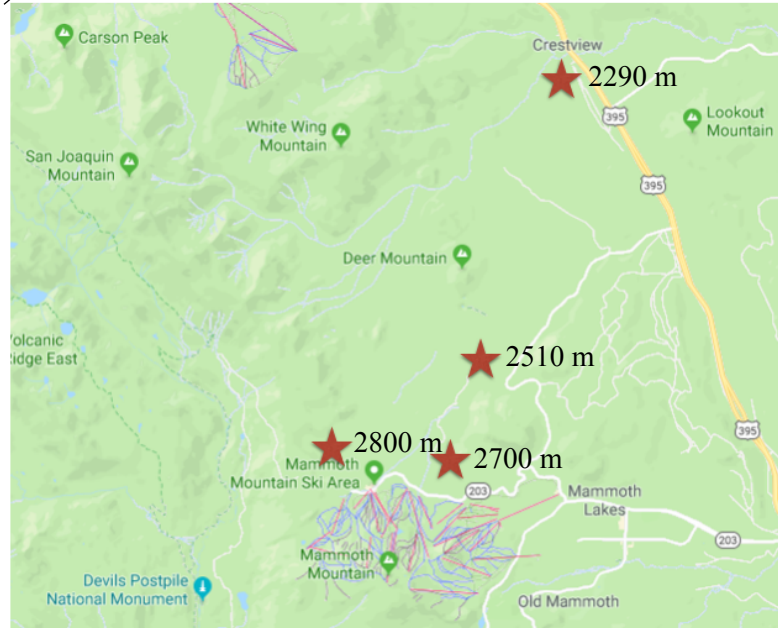 Carson Peak
Crestview
2290 m
395
Lookout
Mountain
White Wing
Mountain
San Joaquin
Mountain
395
Deer Mountain
olcanic
idge East
2510 m
395
2800 m
2700 m
Mammoth
Mountain Ski Area
203
Mammoth
Lakes
203
Mammoth
Mountain
Devils Postpile
National Monument
Old Mammoth